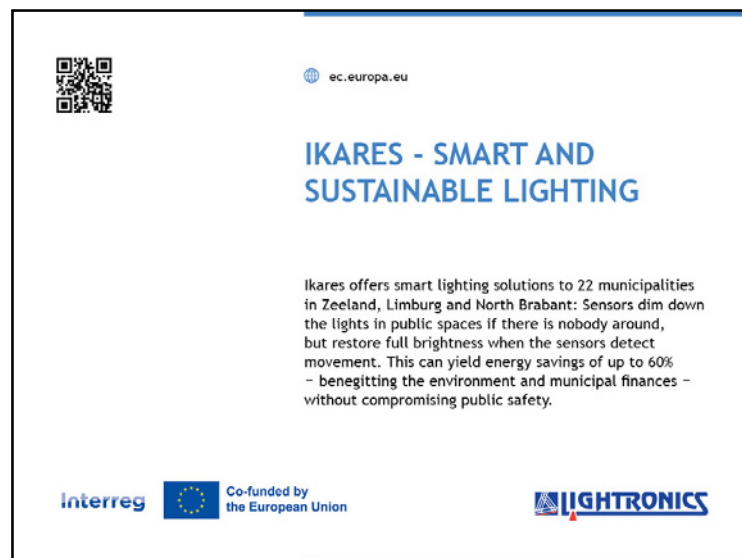 ec.europa.eu
IKARES - SMART AND
SUSTAINABLE LIGHTING
Ikares offers smart lighting solutions to 22 municipalities
in Zeeland, Limburg and North Brabant: Sensors dim down
the lights in public spaces if there is nobody around,
but restore full brightness when the sensors detect
movement. This can yield energy savings of up to 60%
– benegitting the environment and municipal finances –
without compromising public safety.
Interreg
Co-funded by
the European Union
LIGHTRONICS